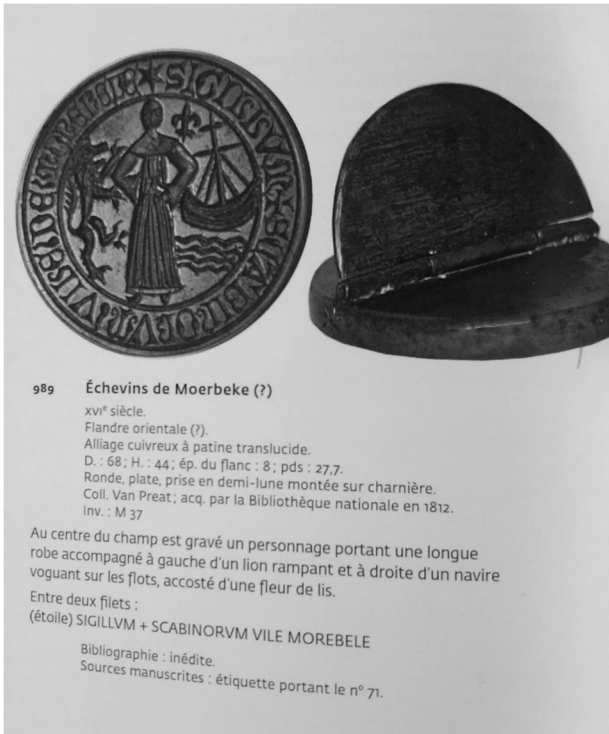 989 Échevins de Moerbeke (?)
XVIe siècle.
Flandre orientale (?).
Alliage cuivreux à patine translucide.
D. : 68 ; H. : 44 ; ép. du flanc : 8 ; pds : 27,7.
Ronde, plate, prise en demi-lune montée sur charnière.
Coll. Van Preat ; acq. par la Bibliothèque nationale en 1812.
Inv. : M 37
Au centre du champ est gravé un personnage portant une longue
robe accompagné à gauche d'un lion rampant et à droite d'un navire
voguant sur les flots, accosté d'une fleur de lis.
Entre deux filets :
(étoile) SIGILLVM + SCABINORVM VILE MOREBELE
Bibliographie : inédite.
Sources manuscrites : étiquette portant le n° 71.